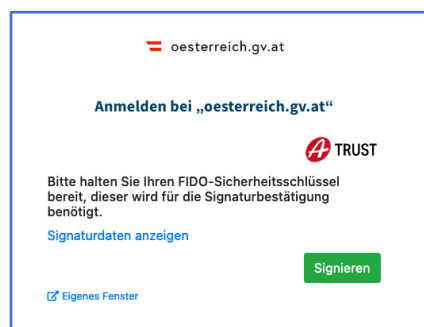 oesterreich.gv.at
Anmelden bei „oesterreich.gv.at“
A TRUST
Bitte halten Sie Ihren FIDO-Sicherheitsschlüssel
bereit, dieser wird für die Signaturbestätigung
benötigt.
Signaturdaten anzeigen
Signieren
Eigenes Fenster